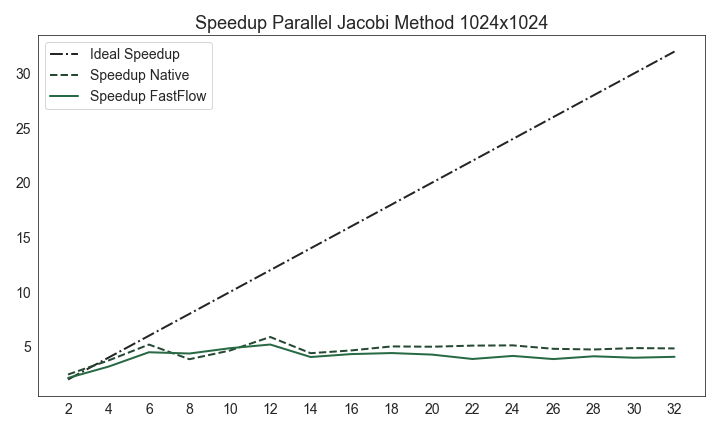 Speedup Parallel Jacobi Method 1024x1024
Ideal Speedup
Speedup Native
Speedup FastFlow
30
25
20
15
10
5
2 4 6 8 10 12 14 16 18 20 22 24 26 28 30 32